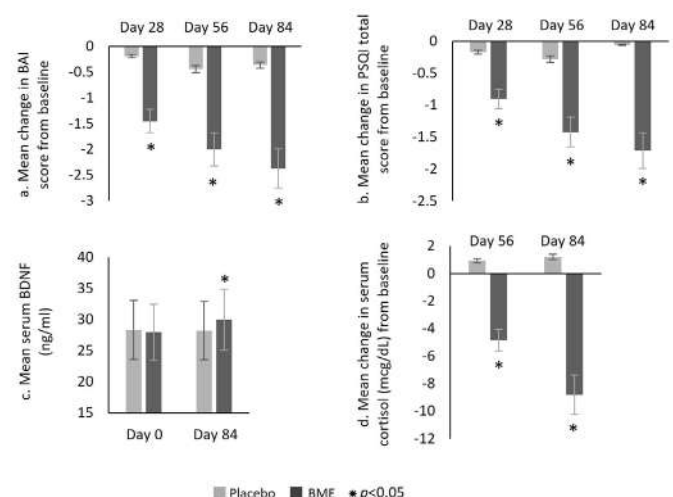 Day 28 Day 56 Day 84
0
-0.5
-1
-1.5
-2
-2.5
-3
a. Mean change in BAI
score from baseline
*
*
*
Day 28 Day 56 Day 84
0
-0.5
-1
-1.5
-2
-2.5
b. Mean change in PSQI total
score from baseline
*
*
*
40
35
30
25
20
15
c. Mean serum BDNF
(ng/ml)
*
Day 0 Day 84
Day 56 Day 84
2
0
-2
-4
-6
-8
-10
-12
d. Mean change in serum
cortisol (mcg/dL) from baseline
*
*
Placebo BME * p<0.05